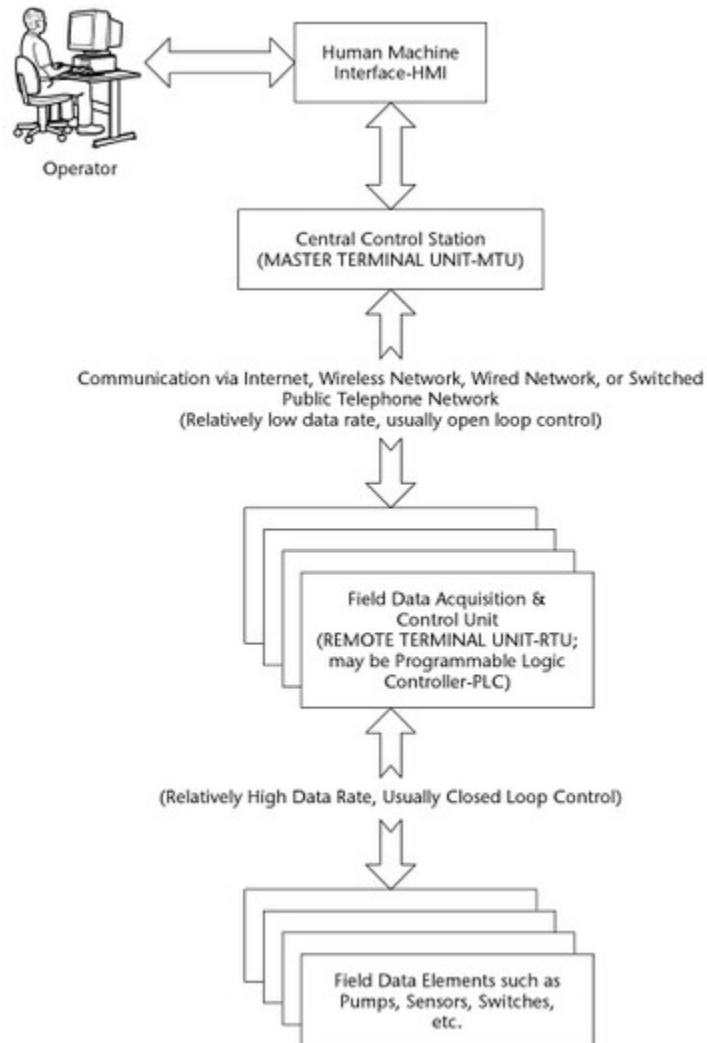 Human Machine
Interface-HMI
Operator
Central Control Station
(MASTER TERMINAL UNIT-MTU)
Communication via Internet, Wireless Network, Wired Network, or Switched
Public Telephone Network
(Relatively low data rate, usually open loop control)
Field Data Acquisition &
Control Unit
(REMOTE TERMINAL UNIT-RTU;
may be Programmable Logic
Controller-PLC)
(Relatively High Data Rate, Usually Closed Loop Control)
Field Data Elements such as
Pumps, Sensors, Switches,
etc.